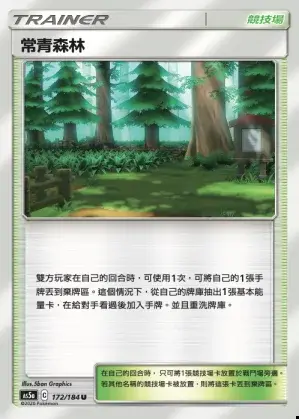 TRAINER
競技場
常青森林
雙方玩家在自己的回合時，可使用1次，可將自己的1張手
牌丟到棄牌區。這個情況下，從自己的牌庫抽出1張基本能
量卡，在給對手看過後加入手牌。並且重洗牌庫。
Illus. 5ban Graphics
AS5a C 172/184 U
©2020 Pokémon
在自己的回合時，只可將1張競技場卡放置於戰鬥場旁邊。
若其他名稱的競技場卡被放置，則將這張卡丟到棄牌區。